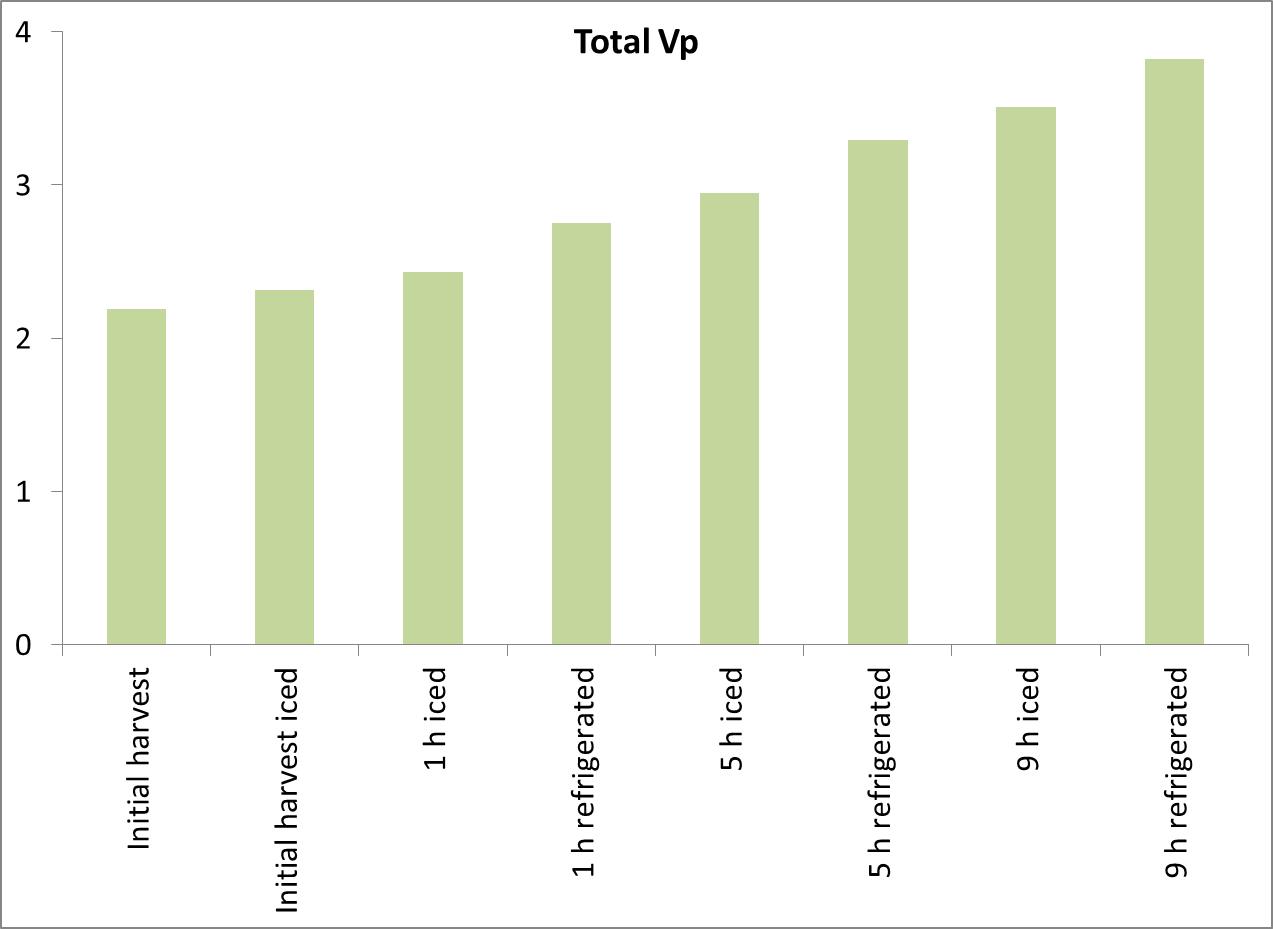 Total Vp
4
3
2
1
0
Initial harvest
Initial harvest iced
1 h iced
1 h refrigerated
5 h iced
5 h refrigerated
9 h iced
9 h refrigerated